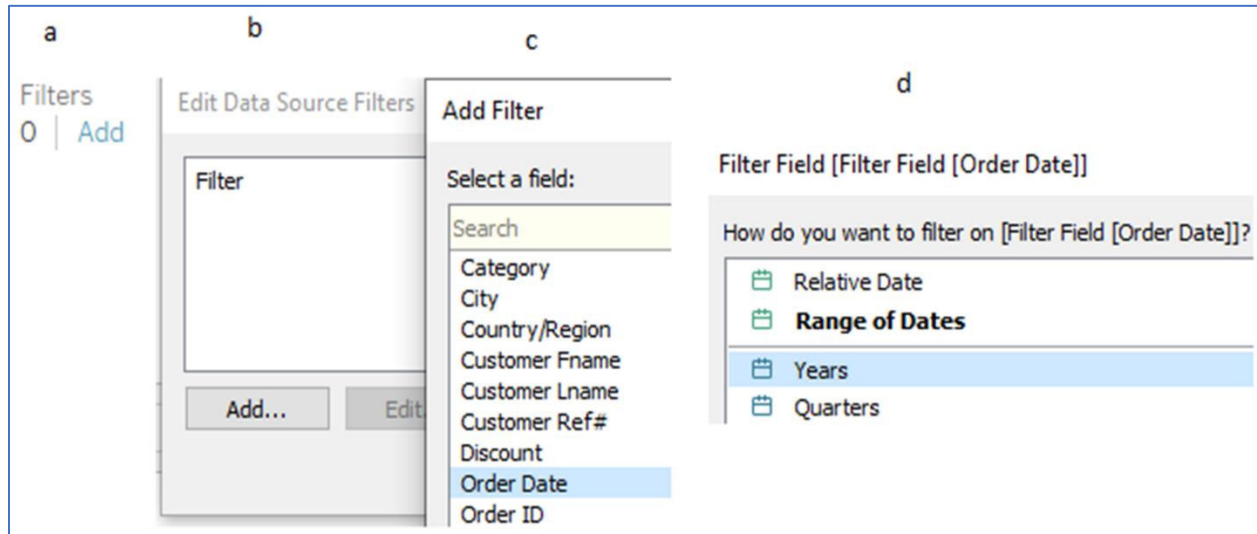 a
b
c
d
Filters
0 | Add
Edit Data Source Filters
Filter
Add...
Edit.
Add Filter
Select a field:
Search
Category
City
Country/Region
Customer Fname
Customer Lname
Customer Ref#
Discount
Order Date
Order ID
Filter Field [Filter Field [Order Date]]
How do you want to filter on [Filter Field [Order Date]]?
Relative Date
Range of Dates
Years
Quarters